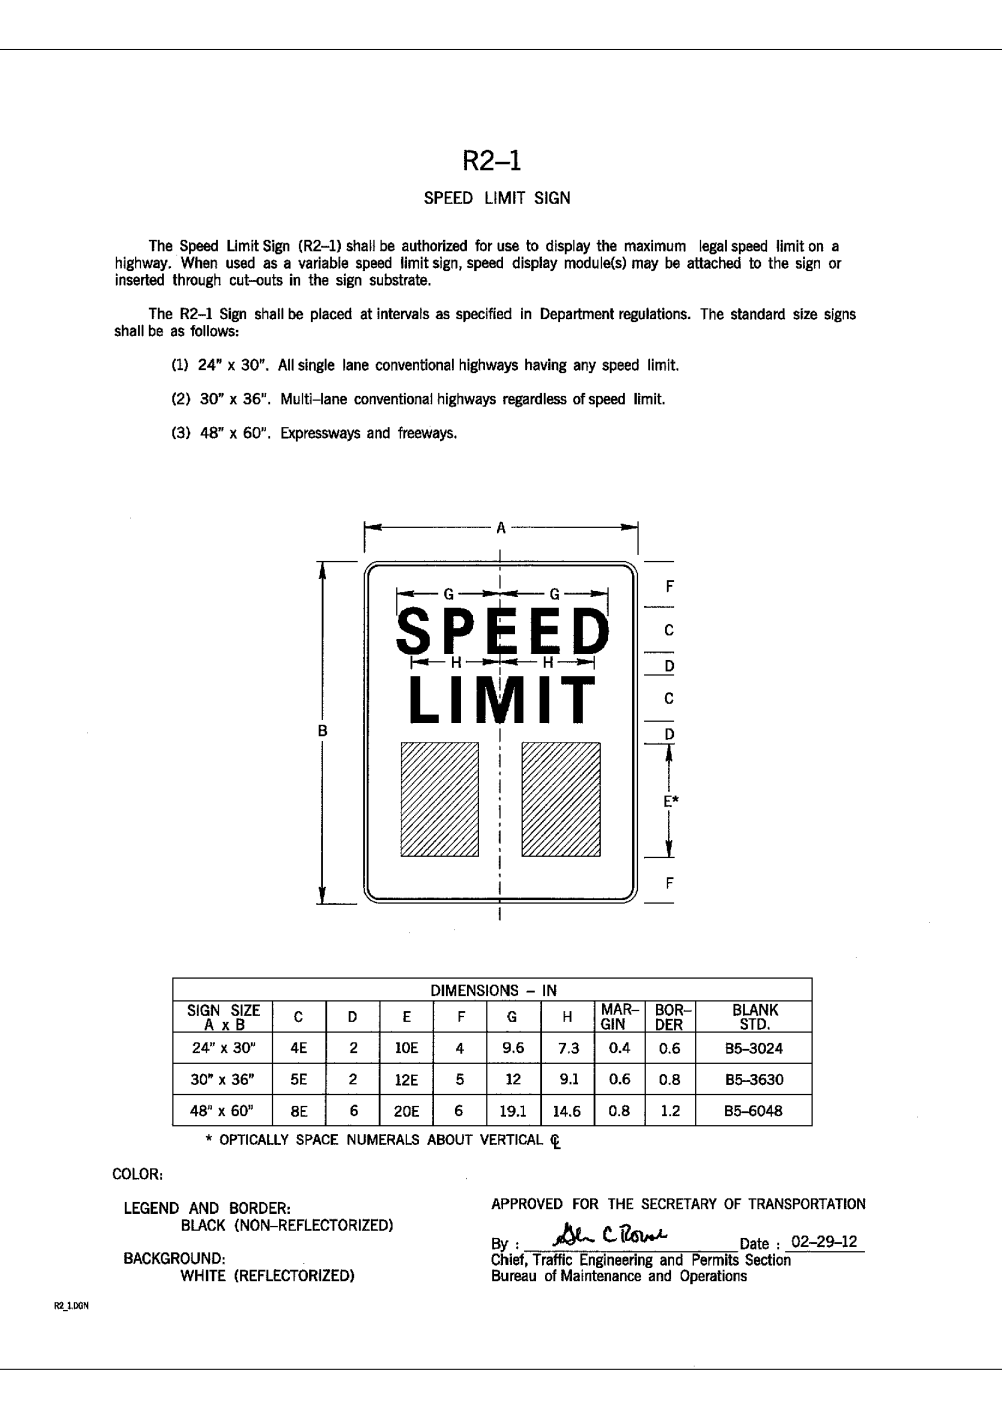 R2–1
SPEED LIMIT SIGN
The Speed Limit Sign (R2–1) shall be authorized for use to display the maximum legal speed limit on a
highway. When used as a variable speed limit sign, speed display module(s) may be attached to the sign or
inserted through cut–outs in the sign substrate.
The R2–1 Sign shall be placed at intervals as specified in Department regulations. The standard size signs
shall be as follows:
(1) 24" x 30". All single lane conventional highways having any speed limit.
(2) 30" x 36". Multi–lane conventional highways regardless of speed limit.
(3) 48" x 60". Expressways and freeways.
A
F
G G
SPEED
C
H H
D
LIMIT
C
B
D
E*
F
DIMENSIONS – IN
SIGN SIZE A x B C D E F G H MAR–GIN BOR–DER BLANK STD.
24" x 30" 4E 2 10E 4 9.6 7.3 0.4 0.6 B5–3024
30" x 36" 5E 2 12E 5 12 9.1 0.6 0.8 B5–3630
48" x 60" 8E 6 20E 6 19.1 14.6 0.8 1.2 B5–6048
* OPTICALLY SPACE NUMERALS ABOUT VERTICAL ℄
COLOR:
LEGEND AND BORDER:
BLACK (NON–REFLECTORIZED)
BACKGROUND:
WHITE (REFLECTORIZED)
APPROVED FOR THE SECRETARY OF TRANSPORTATION
By : Date : 02–29–12
Chief, Traffic Engineering and Permits Section
Bureau of Maintenance and Operations
R2_1.DGN